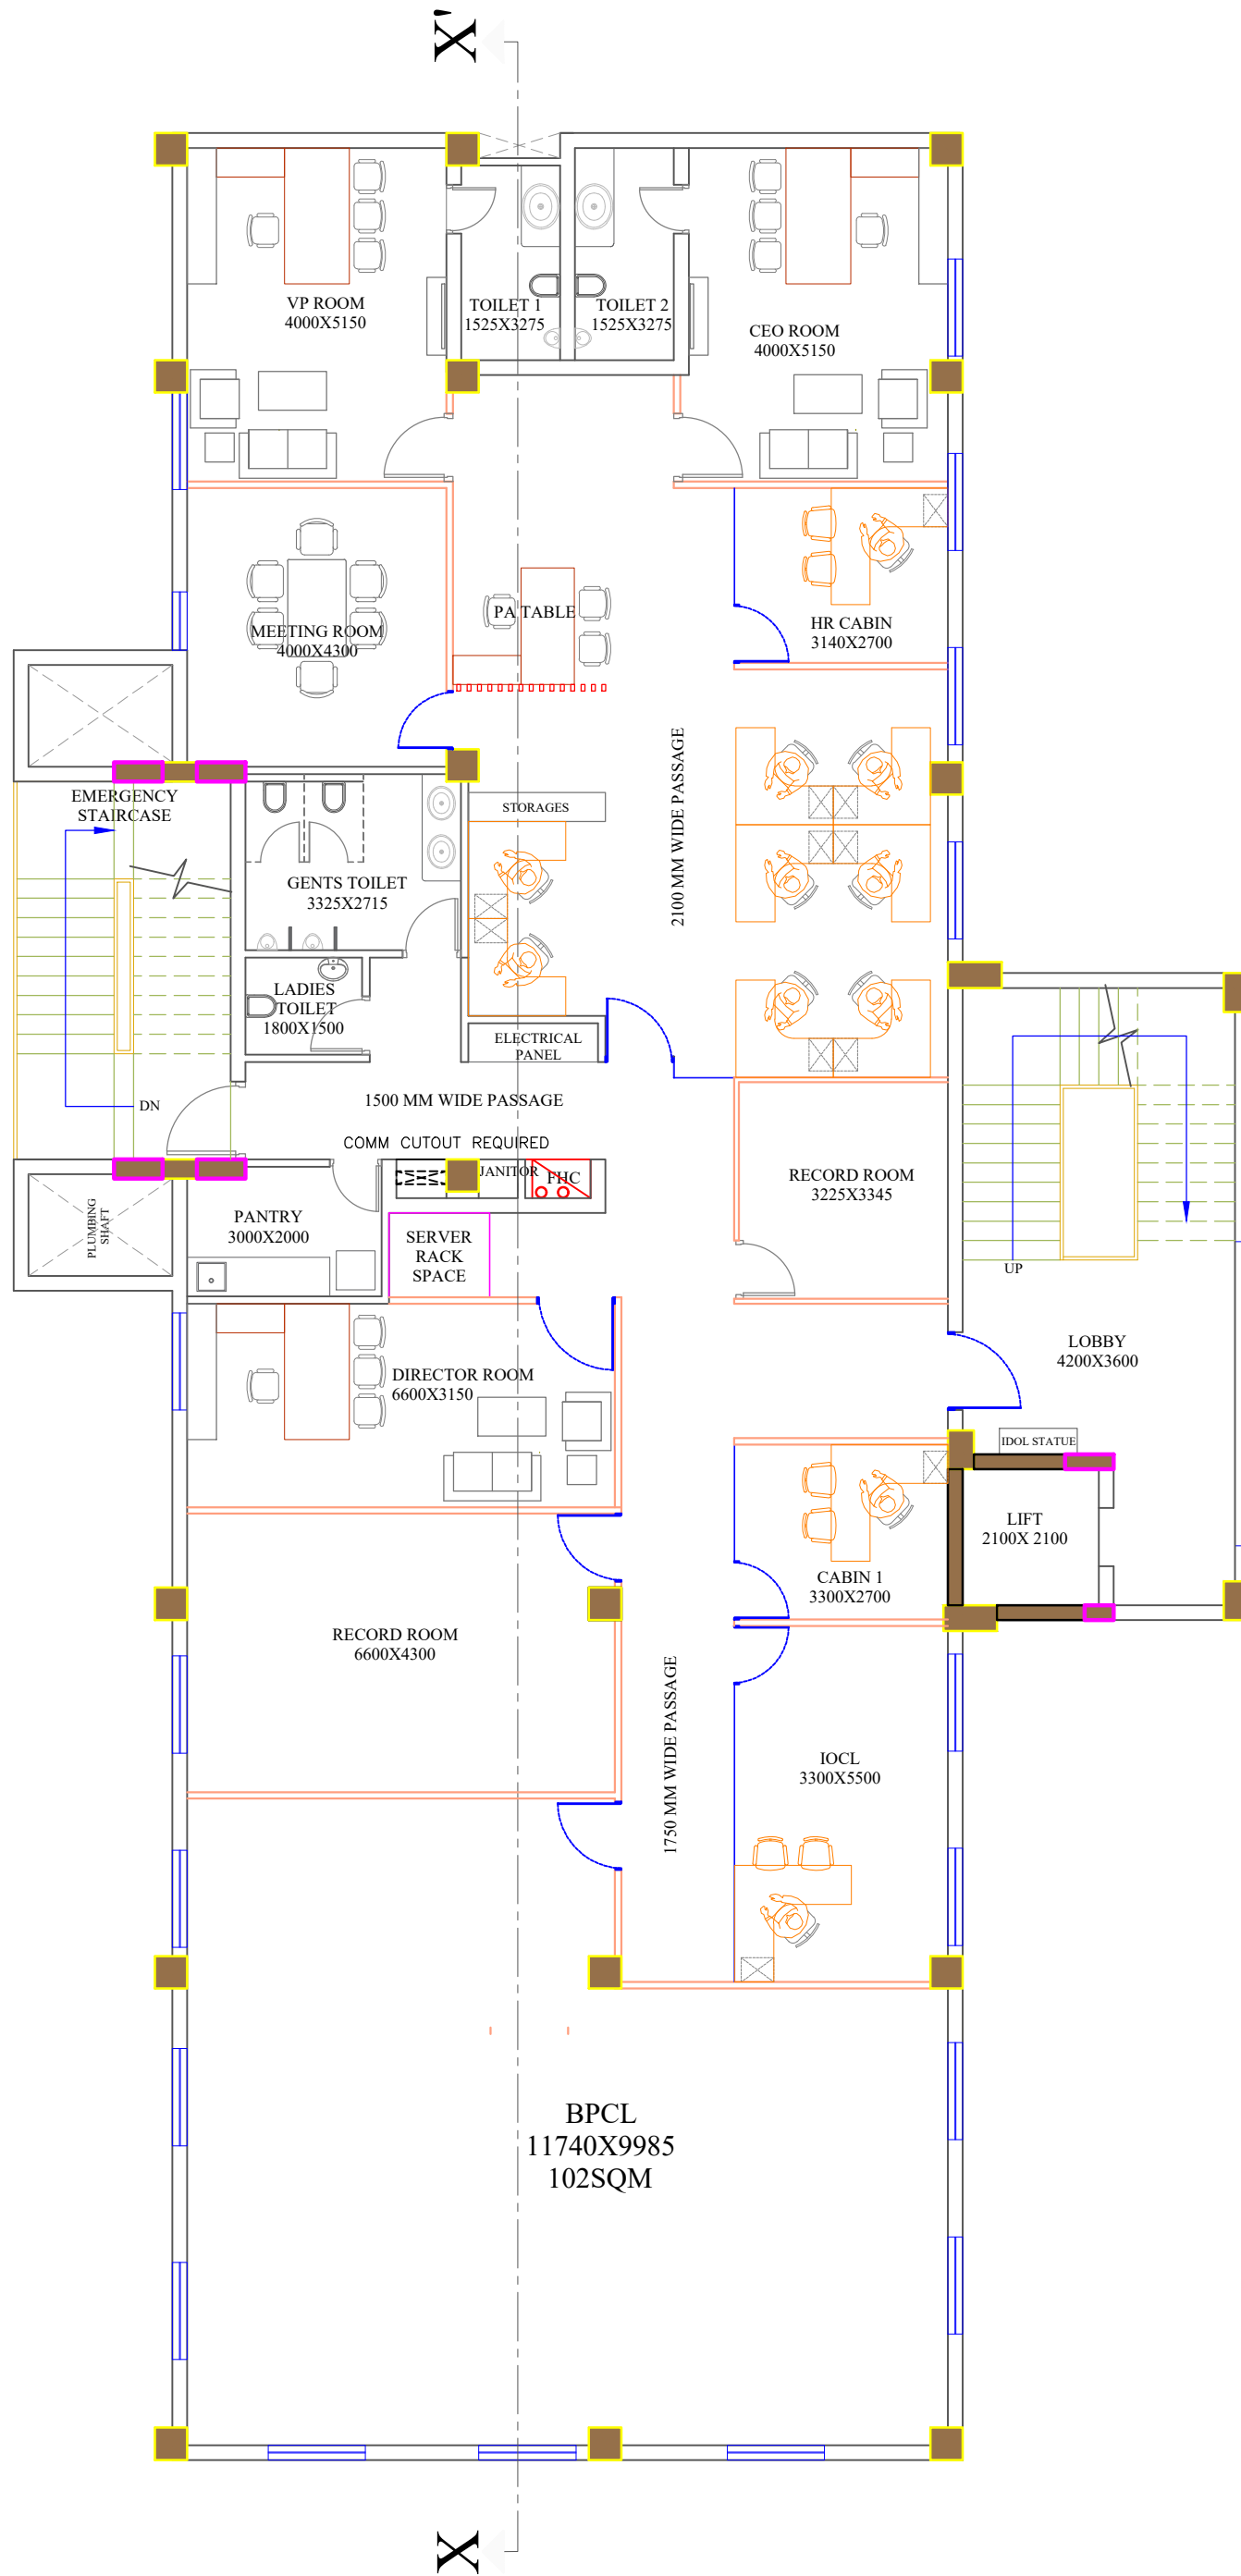 X'
VP ROOM
4000X5150
TOILET 1
1525X3275
TOILET 2
1525X3275
CEO ROOM
4000X5150
MEETING ROOM
4000X4300
PA TABLE
HR CABIN
3140X2700
2100 MM WIDE PASSAGE
EMERGENCY
STAIRCASE
STORAGES
GENTS TOILET
3325X2715
LADIES
TOILET
1800X1500
ELECTRICAL
PANEL
DN
1500 MM WIDE PASSAGE
COMM CUTOUT REQUIRED
JANITOR
FHC
RECORD ROOM
3225X3345
PLUMBING
SHAFT
PANTRY
3000X2000
SERVER
RACK
SPACE
UP
LOBBY
4200X3600
DIRECTOR ROOM
6600X3150
IDOL STATUE
LIFT
2100X 2100
CABIN 1
3300X2700
RECORD ROOM
6600X4300
1750 MM WIDE PASSAGE
IOCL
3300X5500
BPCL
11740X9985
102SQM
X